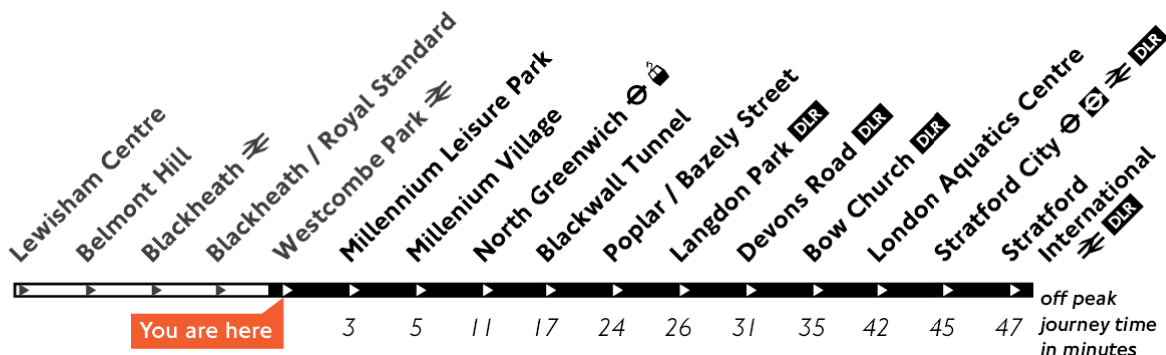 Lewisham Centre
Belmont Hill
Blackheath
Blackheath / Royal Standard
Westcombe Park
Millennium Leisure Park
Millenium Village
North Greenwich
Blackwall Tunnel
Poplar / Bazely Street
Langdon Park DLR
Devons Road DLR
Bow Church DLR
London Aquatics Centre
Stratford City DLR
Stratford
International
DLR
You are here
3 5 11 17 24 26 31 35 42 45 47
off peak
journey time
in minutes